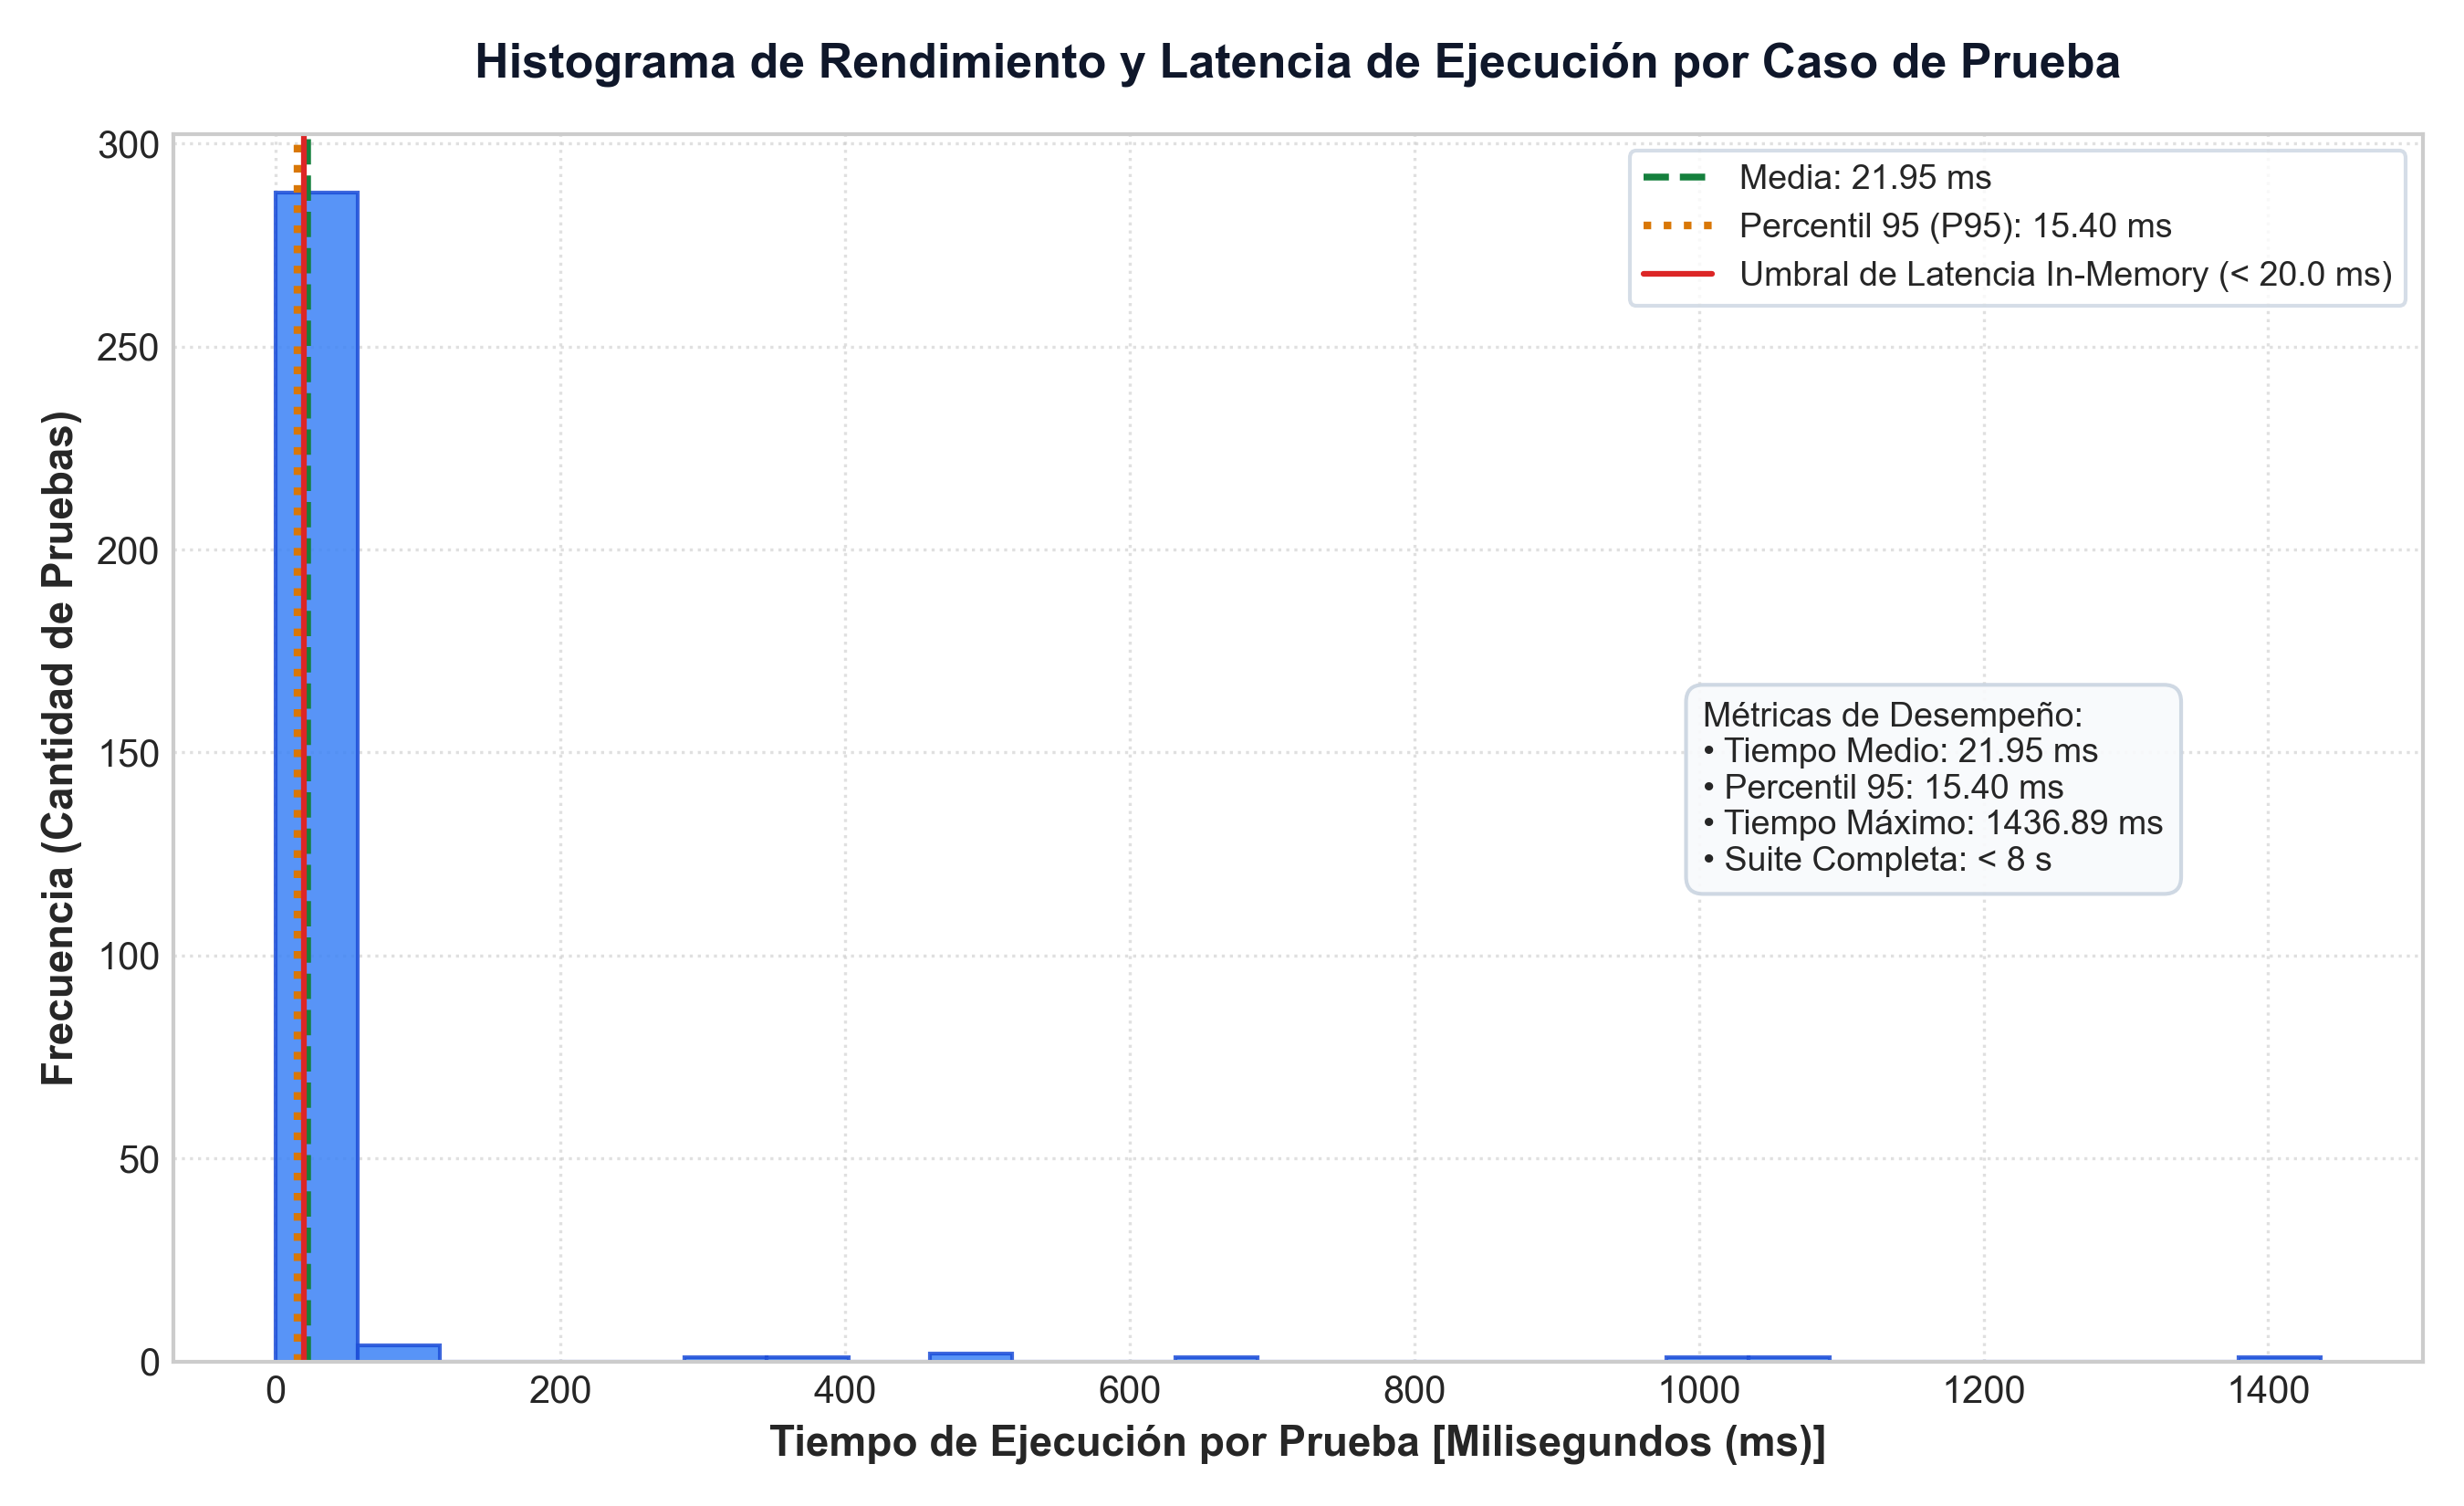 Histograma de Rendimiento y Latencia de Ejecución por Caso de Prueba
Media: 21.95 ms
Percentil 95 (P95): 15.40 ms
Umbral de Latencia In-Memory (< 20.0 ms)
Frecuencia (Cantidad de Pruebas)
300
250
200
150
100
50
0
Métricas de Desempeño:
• Tiempo Medio: 21.95 ms
• Percentil 95: 15.40 ms
• Tiempo Máximo: 1436.89 ms
• Suite Completa: < 8 s
0 200 400 600 800 1000 1200 1400
Tiempo de Ejecución por Prueba [Milisegundos (ms)]